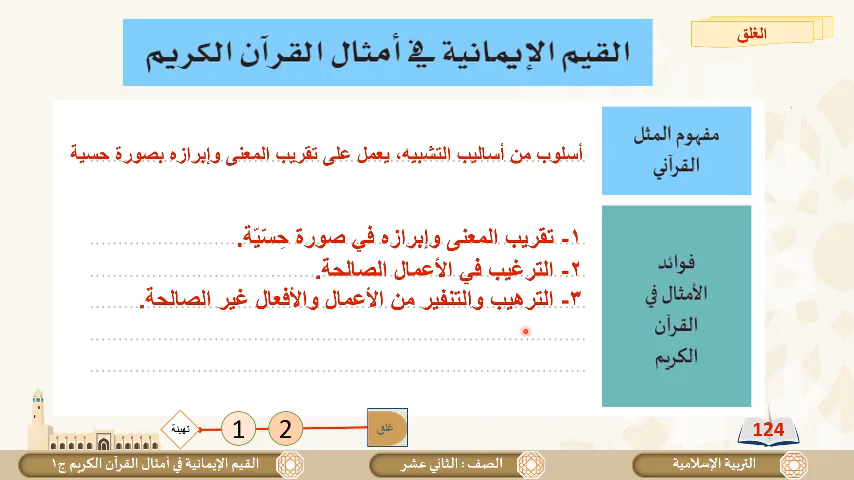 الغلق
القيم الإيمانية في أمثال القرآن الكريم
مفهوم المثل
القرآني
أسلوب من أساليب التشبيه، يعمل على تقريب المعنى وإبرازه بصورة حسية
فوائد
الأمثال في
القرآن
الكريم
١- تقريب المعنى وإبرازه في صورة حِسّيّة.
٢- الترغيب في الأعمال الصالحة.
٣- الترهيب والتنفير من الأعمال والأفعال غير الصالحة.
تهيئة
1
2
غلق
124
التربية الإسلامية
الصف : الثاني عشر
القيم الإيمانية في أمثال القرآن الكريم ج١